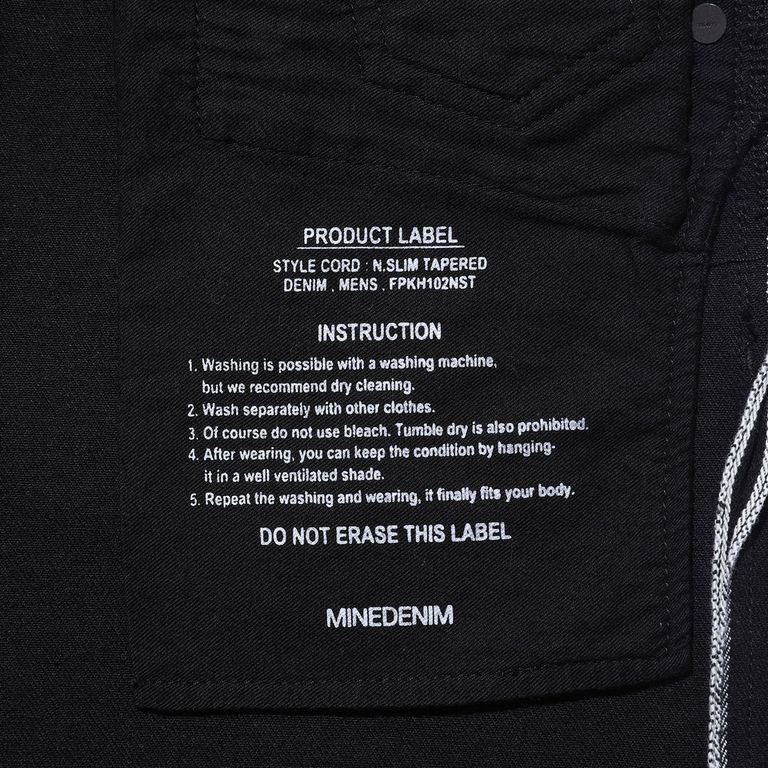 PRODUCT LABEL
STYLE CORD : N.SLIM TAPERED
DENIM , MENS , FPKH102NST
INSTRUCTION
1. Washing is possible with a washing machine,
but we recommend dry cleaning.
2. Wash separately with other clothes.
3. Of course do not use bleach. Tumble dry is also prohibited.
4. After wearing, you can keep the condition by hanging-
it in a well ventilated shade.
5. Repeat the washing and wearing, it finally fits your body.
DO NOT ERASE THIS LABEL
MINEDENIM